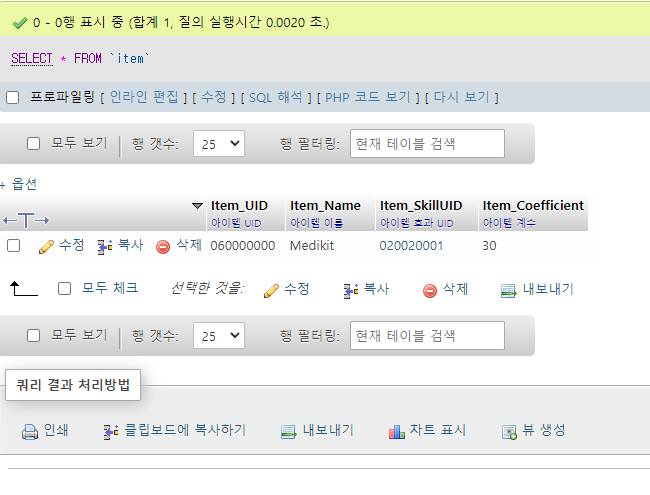 0 - 0행 표시 중 (합계 1, 질의 실행시간 0.0020 초.)
SELECT * FROM `item`
프로파일링 [ 인라인 편집 ] [ 수정 ] [ SQL 해석 ] [ PHP 코드 보기 ] [ 다시 보기 ]
모두 보기 행 갯수: 25 행 필터링: 현재 테이블 검색
+ 옵션
Item_UID Item_Name Item_SkillUID Item_Coefficient
아이템 UID 아이템 이름 아이템 효과 UID 아이템 계수
수정 복사 삭제 060000000 Medikit 020020001 30
모두 체크 선택한 것을: 수정 복사 삭제 내보내기
모두 보기 행 갯수: 25 행 필터링: 현재 테이블 검색
쿼리 결과 처리방법
인쇄 클립보드에 복사하기 내보내기 차트 표시 뷰 생성